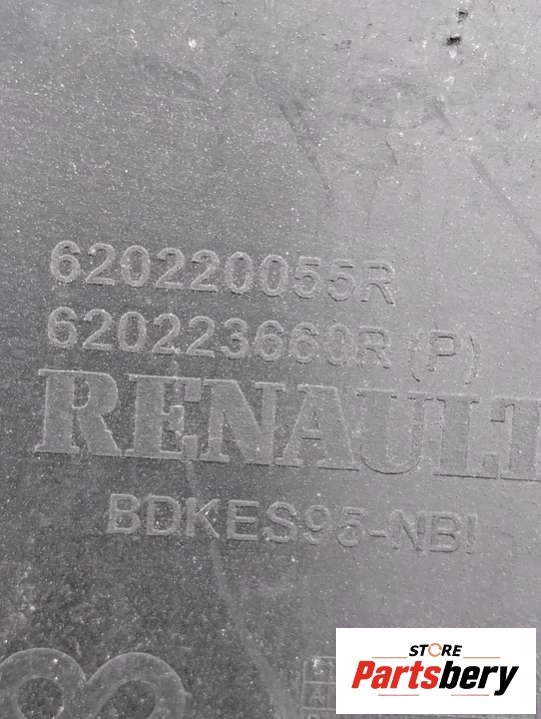 620220055R
620223660R (P)
RENAULT
BDKES95-NBI
STORE
Partsbery